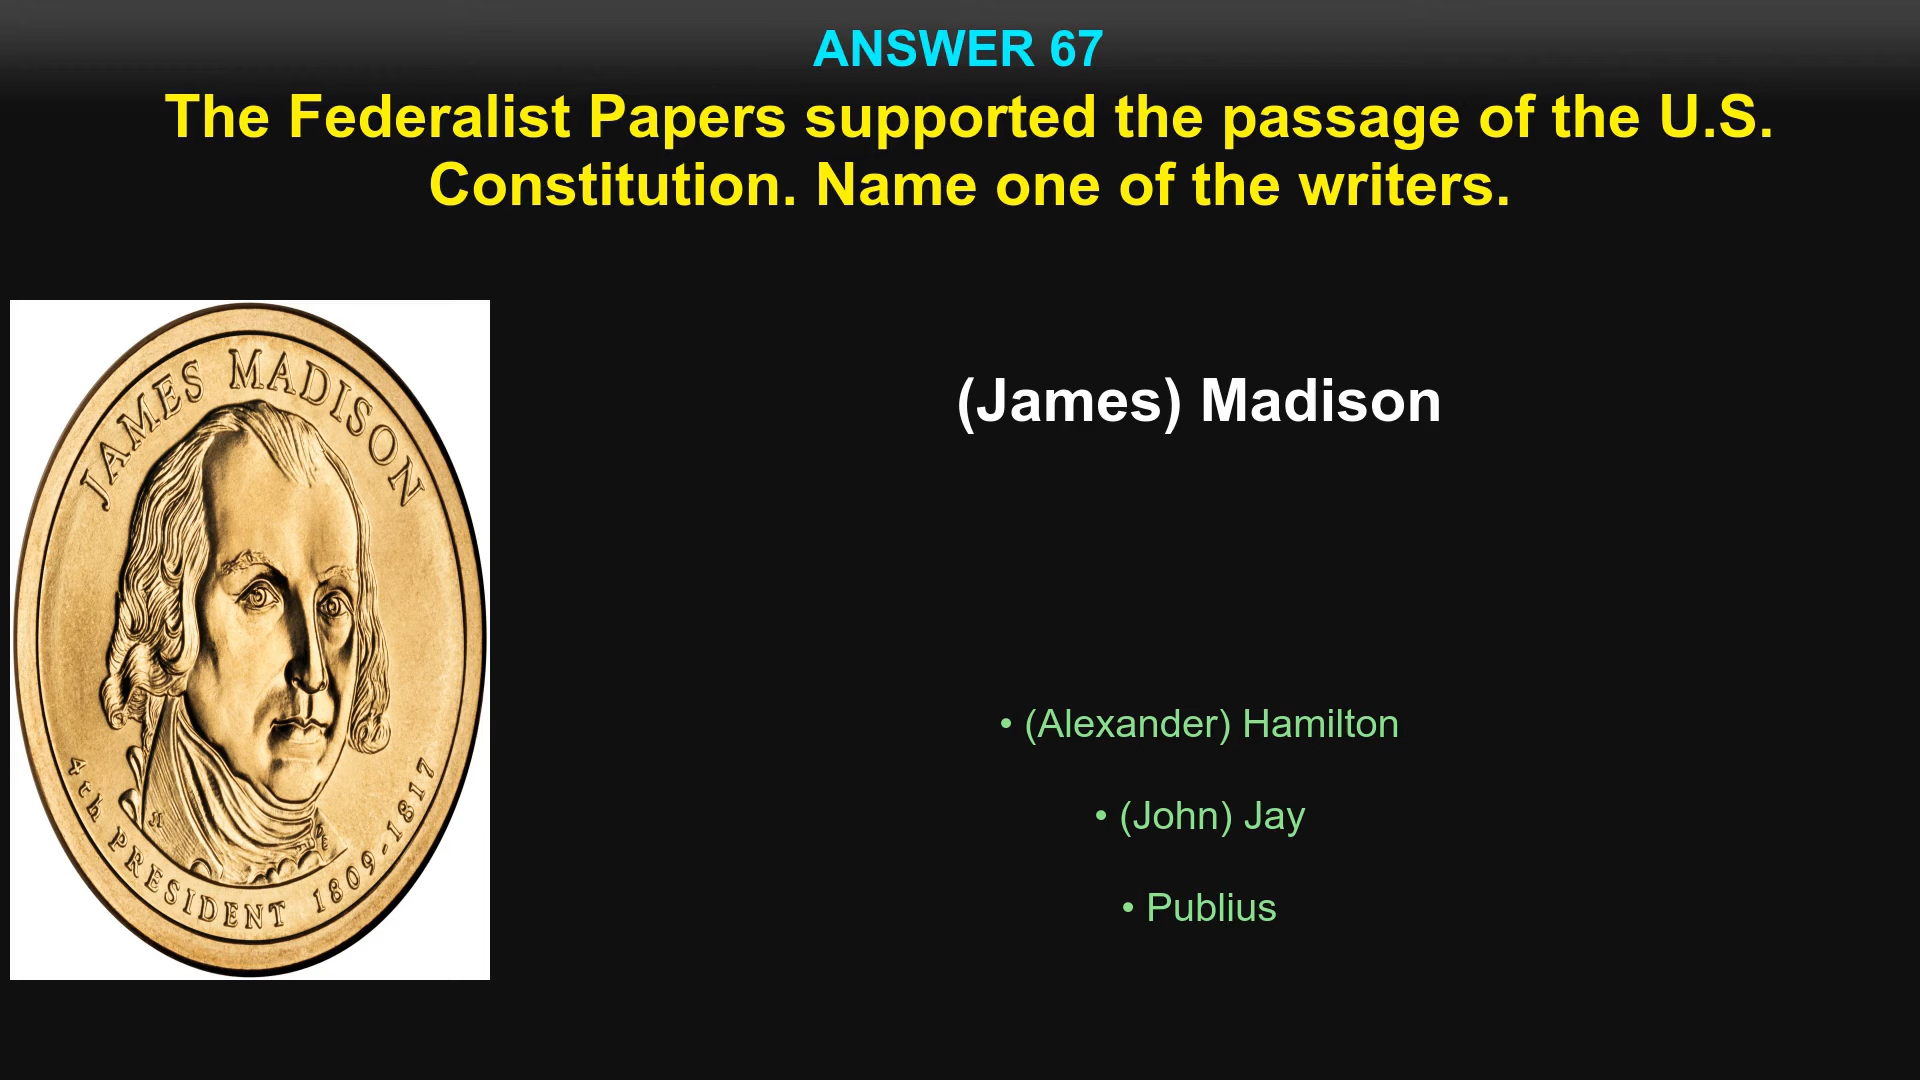 ANSWER 67
The Federalist Papers supported the passage of the U.S.
Constitution. Name one of the writers.
JAMES MADISON
4th PRESIDENT 1809-1817
(James) Madison
• (Alexander) Hamilton
• (John) Jay
• Publius